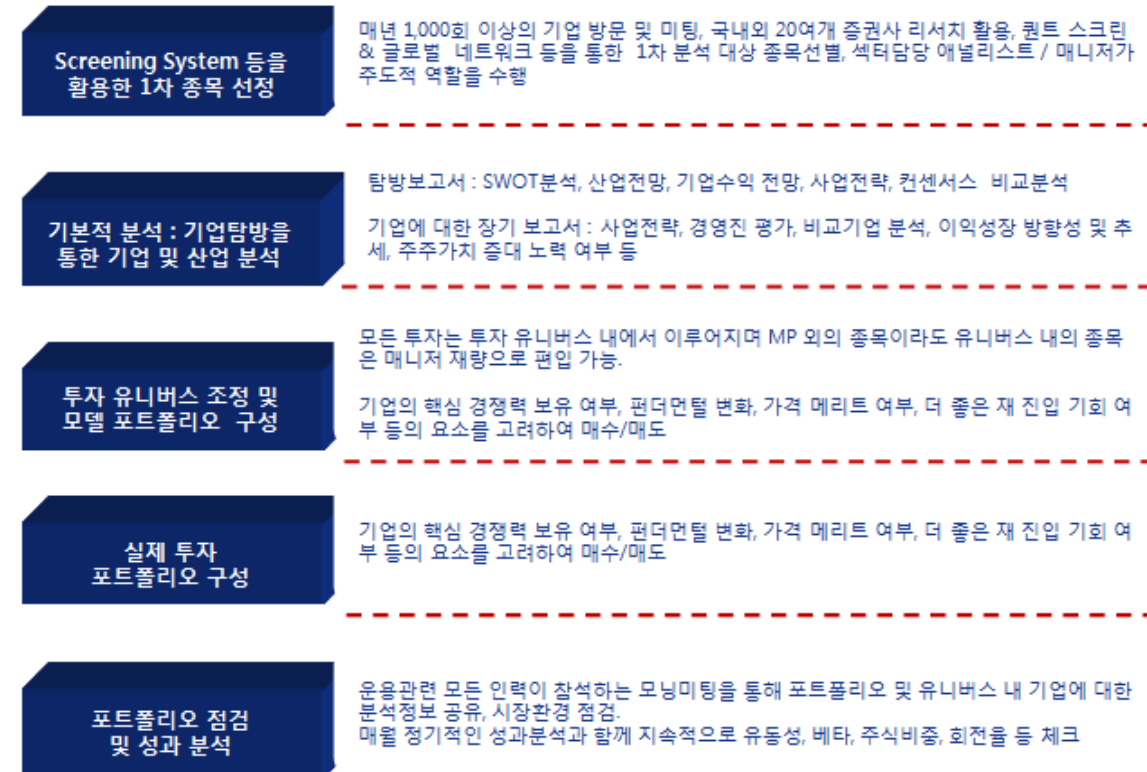 Screening System 등을
활용한 1차 종목 선정
매년 1,000회 이상의 기업 방문 및 미팅, 국내외 20여개 증권사 리서치 활용, 퀀트 스크린
& 글로벌 네트워크 등을 통한 1차 분석 대상 종목선별, 섹터담당 애널리스트 / 매니저가
주도적 역할을 수행
기본적 분석 : 기업탐방을
통한 기업 및 산업 분석
탐방보고서 : SWOT분석, 산업전망, 기업수익 전망, 사업전략, 컨센서스 비교분석
기업에 대한 장기 보고서 : 사업전략, 경영진 평가, 비교기업 분석, 이익성장 방향성 및 추
세, 주주가치 증대 노력 여부 등
투자 유니버스 조정 및
모델 포트폴리오 구성
모든 투자는 투자 유니버스 내에서 이루어지며 MP 외의 종목이라도 유니버스 내의 종목
은 매니저 재량으로 편입 가능.
기업의 핵심 경쟁력 보유 여부, 펀더먼털 변화, 가격 메리트 여부, 더 좋은 재 진입 기회 여
부 등의 요소를 고려하여 매수/매도
실제 투자
포트폴리오 구성
기업의 핵심 경쟁력 보유 여부, 펀더먼털 변화, 가격 메리트 여부, 더 좋은 재 진입 기회 여
부 등의 요소를 고려하여 매수/매도
포트폴리오 점검
및 성과 분석
운용관련 모든 인력이 참석하는 모닝미팅을 통해 포트폴리오 및 유니버스 내 기업에 대한
분석정보 공유, 시장환경 점검.
매월 정기적인 성과분석과 함께 지속적으로 유동성, 베타, 주식비중, 회전율 등 체크